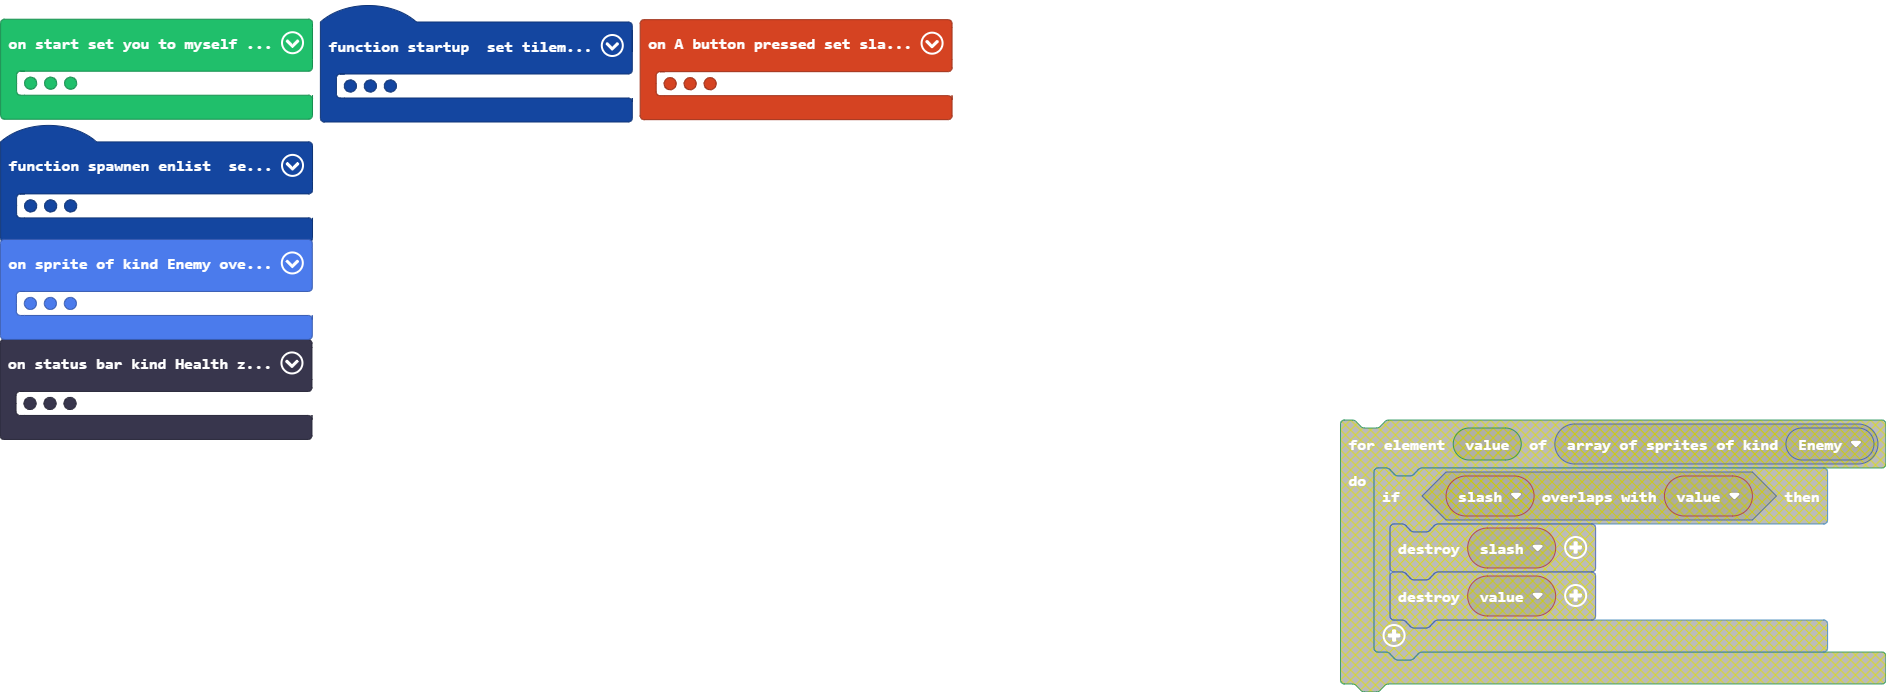 on start set you to myself ...
function startup set tilem...
on A button pressed set sla...
function spawnen enlist se...
on sprite of kind Enemy ove...
on status bar kind Health z...
for element value of array of sprites of kind Enemy
do
if slash overlaps with value then
destroy slash
destroy value